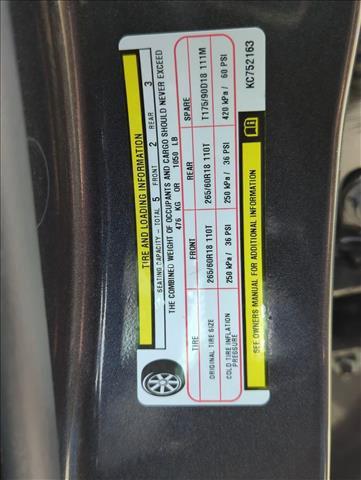 TIRE AND LOADING INFORMATION
SEATING CAPACITY - TOTAL 5 FRONT 2 REAR 3
THE COMBINED WEIGHT OF OCCUPANTS AND CARGO SHOULD NEVER EXCEED
476 KG OR 1050 LB
TIRE FRONT REAR SPARE
ORIGINAL TIRE SIZE 265/60R18 110T 265/60R18 110T T175/90D18 111M
COLD TIRE INFLATION
PRESSURE 250 kPa / 36 PSI 250 kPa / 36 PSI 420 kPa / 60 PSI
SEE OWNERS MANUAL FOR ADDITIONAL INFORMATION
KC752163